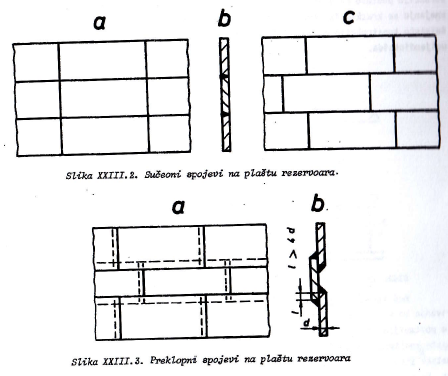 a b c
Slika XXIII.2. Sučeoni spojevi na plaštu rezervoara.
a b
l > 4d
l
d
Slika XXIII.3. Preklopni spojevi na plaštu rezervoara